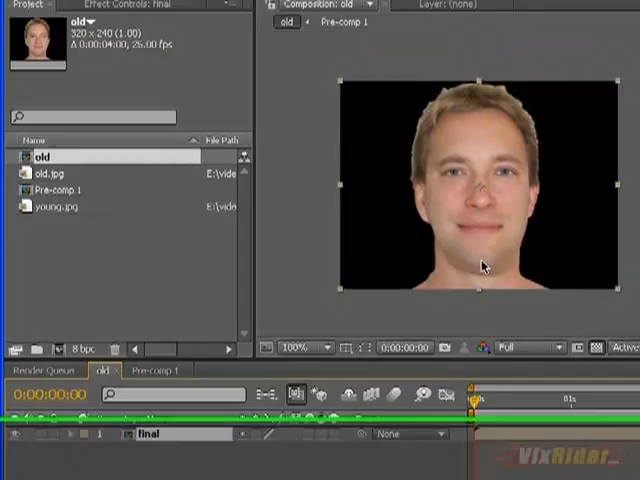 Project
Effect Controls: final
Composition: old
Layer: (none)
old
320 x 240 (1.00)
Δ 0:00:04:00, 25.00 fps
old
Pre-comp 1
Name
File Path
old
old.jpg
E:\vide
Pre-comp 1
young.jpg
E:\vide
8 bpc
100%
0:00:00:00
Full
Active
Render Queue
old
Pre-comp 1
0:00:00:00
01s
1
final
None
VixRider